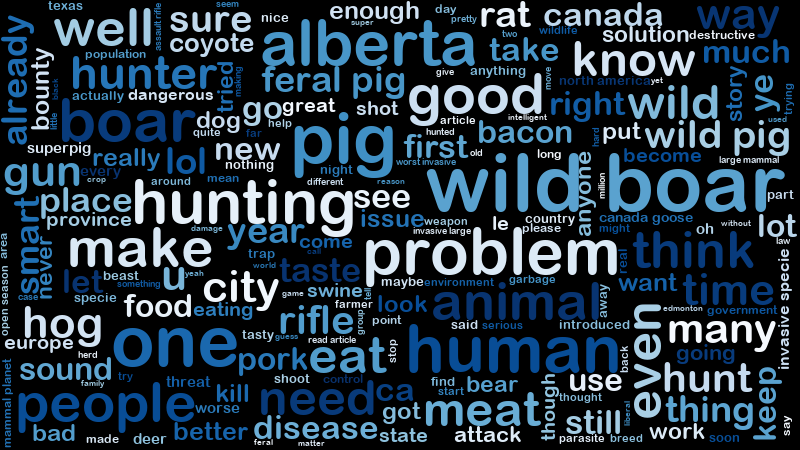 texas
well
sure
nice
enough
day
rat
canada
way
seem
super
pretty
assault rifle
already
population
coyote
alberta
two
wildlife
solution
destructive
take
know
much
bounty
hunter
tried
making
feral pig
give
anything
move
north america
yet
story
ye
trying
used
actually
dangerous
attack
little
boar
dog
go
great
shot
good
right
wild
help
article
intelligent
quite
far
pig
hunted
bacon
hard
put
wild pig
superpig
really
lol
new
first
old
long
become
large mammal
gun
every
crop
around
mean
nothing
night
worst invasive
different
reason
wild boar
anyone
million
part
smart
place
hunting
see
province
issue
weapon
le
country
please
canada goose
might
oh
without
lot
never
damage
year
invasive large
make
come
call
problem
real
think
law
area
open season
let
beast
u
yeah
trap
world
taste
something
city
game
maybe
environment
garbage
away
want
time
case
specie
food
eating
swine
farmer
tell
group
look
animal
edmonton
government
invasive specie
hog
rifle
point
said
serious
introduced
many
europe
herd
one
tasty
guess
read article
stop
human
back
even
going
sound
family
try
threat
pork
eat
shoot
control
find
start
bear
though
thought
use
hunt
keep
mammal planet
people
kill
worse
need
ca
got
meat
liberal
thing
say
bad
made
deer
better
feral
disease
matter
state
attack
parasite
still
breed
work
soon